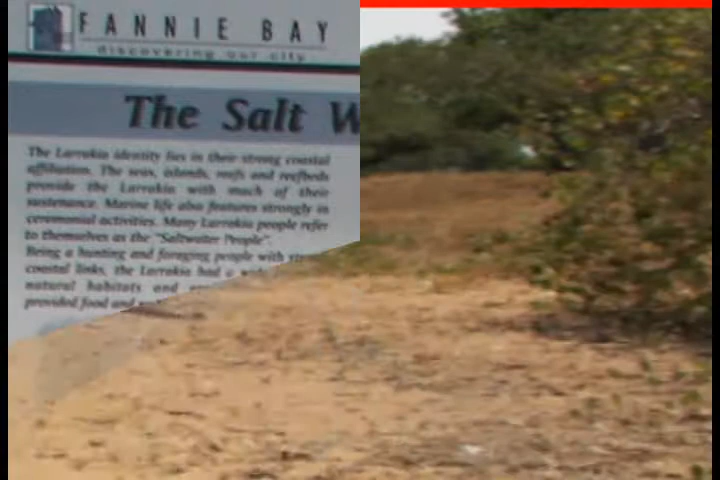 FANNIE BAY
discovering our city
The Salt W
The Larrakia identity lies in their strong coastal
affiliation. The seas, islands, reefs and reefbeds
provide the Larrakia with much of their
sustenance. Marine life also features strongly in
ceremonial activities. Many Larrakia people refer
to themselves as the "Saltwater People".
Being a hunting and foraging people with
coastal links, the Larrakia had a
natural habitats and
provided food and